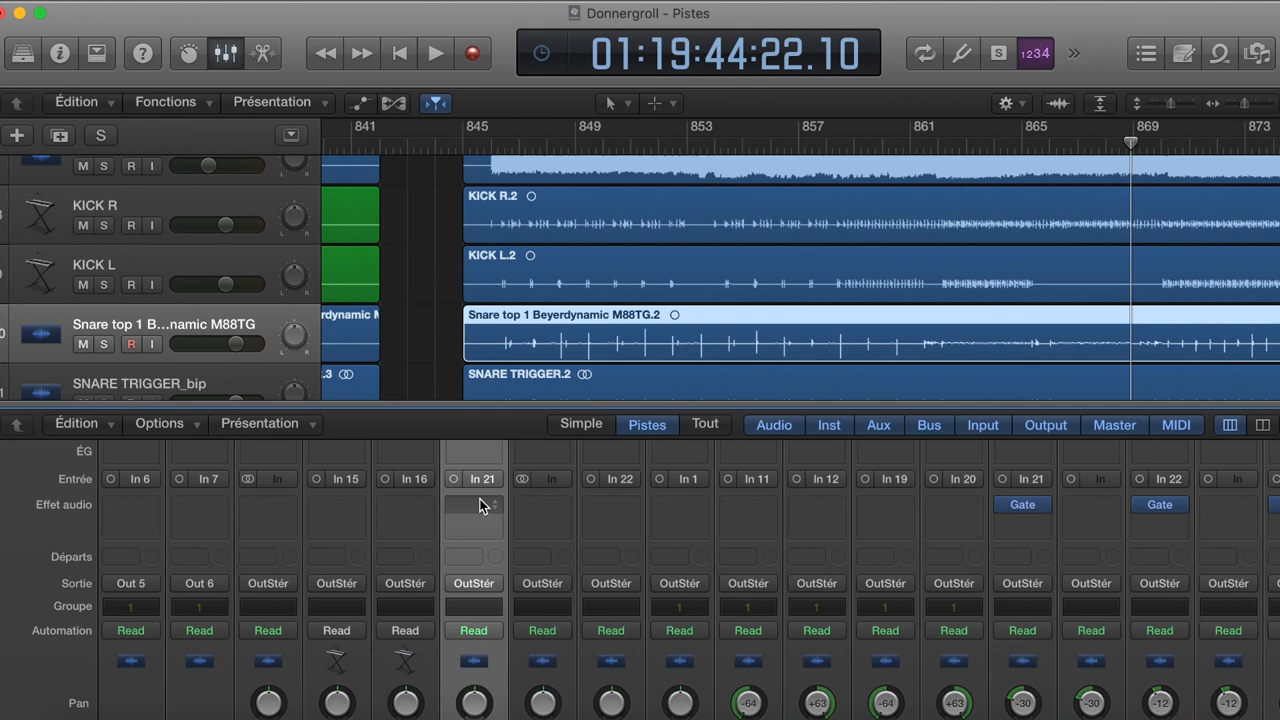 Donnergroll - Pistes
01:19:44:22.10
S
1234
Édition
Fonctions
Présentation
S
841
845
849
853
857
861
865
869
873
M S R I
L R
KICK R
M S R I
L R
KICK R.2
KICK L
M S R I
L R
KICK L.2
Snare top 1 B...namic M88TG
M S R I
L R
Snare top 1 Beyerdynamic M88TG.2
SNARE TRIGGER_bip
.3
SNARE TRIGGER.2
Édition
Options
Présentation
Simple
Pistes
Tout
Audio
Inst
Aux
Bus
Input
Output
Master
MIDI
ÉG
Entrée In 6 In 7 In In 15 In 16 In 21 In In 22 In 1 In 11 In 12 In 19 In 20 In 21 In In 22 In
Effet audio Gate Gate
Départs
Sortie Out 5 Out 6 OutStér OutStér OutStér OutStér OutStér OutStér OutStér OutStér OutStér OutStér OutStér OutStér OutStér OutStér OutStér
Groupe 1 1 1 1 1 1 1
Automation Read Read Read Read Read Read Read Read Read Read Read Read Read Read Read Read Read
Pan -64 +63 -64 +63 -30 -30 -12 -12